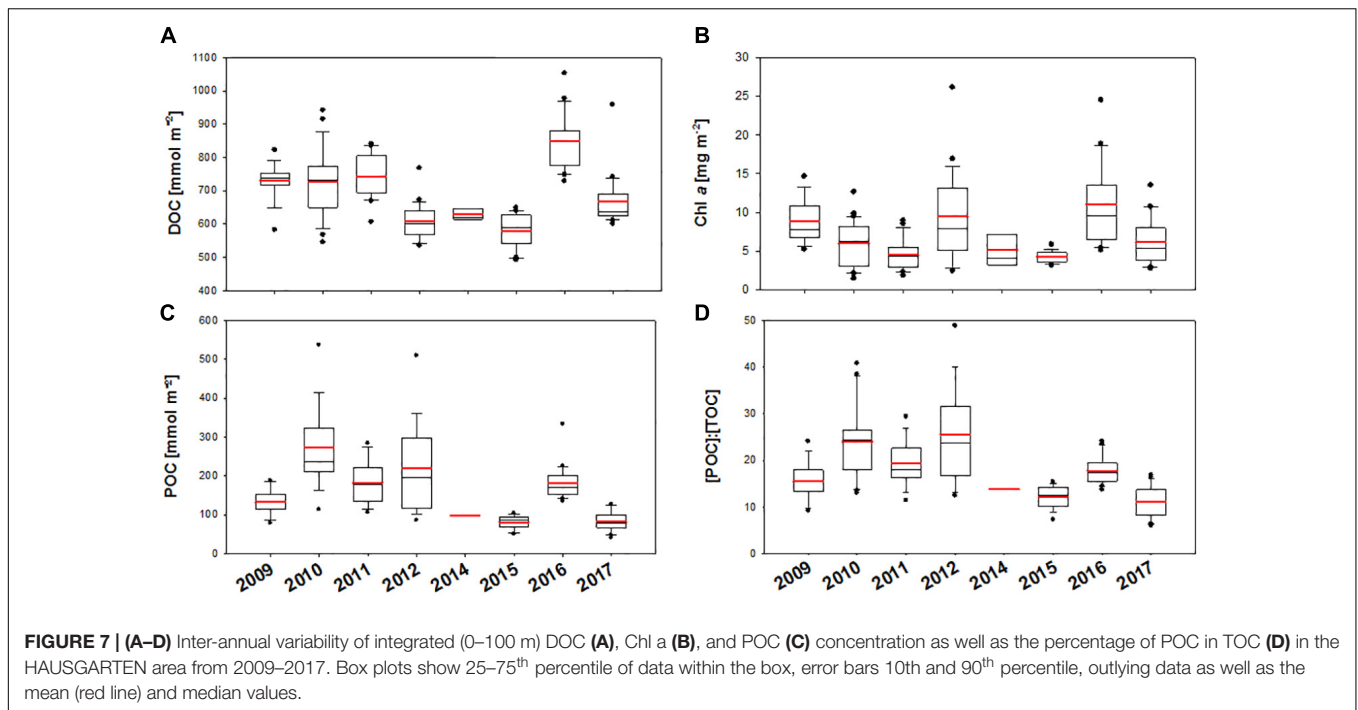 A
DOC [mmol m⁻²]
1100
1000
900
800
700
600
500
400
B
Chl a [mg m⁻²]
30
25
20
15
10
5
0
C
POC [mmol m⁻²]
600
500
400
300
200
100
0
2009 2010 2011 2012 2014 2015 2016 2017
D
[POC]:[TOC]
50
40
30
20
10
0
2009 2010 2011 2012 2014 2015 2016 2017
FIGURE 7 | (A–D) Inter-annual variability of integrated (0–100 m) DOC (A), Chl a (B), and POC (C) concentration as well as the percentage of POC in TOC (D) in the
HAUSGARTEN area from 2009–2017. Box plots show 25–75th percentile of data within the box, error bars 10th and 90th percentile, outlying data as well as the
mean (red line) and median values.